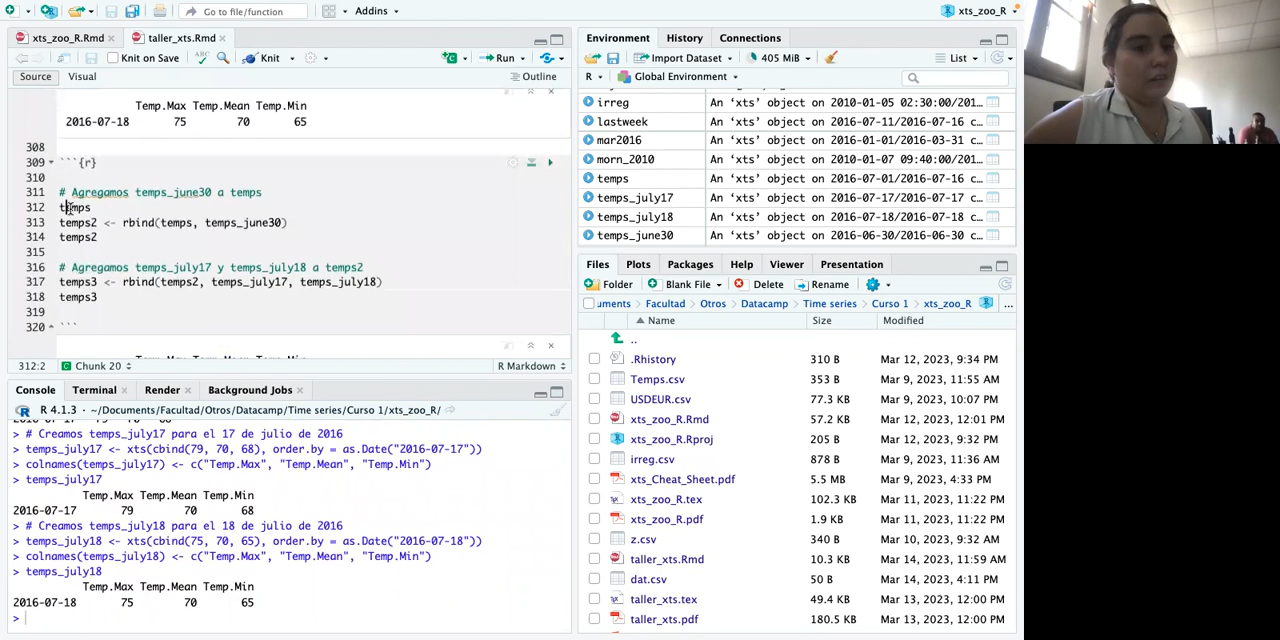 Go to file/function
Addins
xts_zoo_R
xts_zoo_R.Rmd
taller_xts.Rmd
Knit on Save
ABC
Knit
Run
Source
Visual
Outline
Temp.Max Temp.Mean Temp.Min
2016-07-18 75 70 65
308
309 ```{r}
310
311 # Agregamos temps_june30 a temps
312 temps
313 temps2 <- rbind(temps, temps_june30)
314 temps2
315
316 # Agregamos temps_july17 y temps_july18 a temps2
317 temps3 <- rbind(temps2, temps_july17, temps_july18)
318 temps3
319
320 ```
312:2
Chunk 20
R Markdown
Console
Terminal
Render
Background Jobs
R 4.1.3 · ~/Documents/Facultad/Otros/Datacamp/Time series/Curso 1/xts_zoo_R/
> # Creamos temps_july17 para el 17 de julio de 2016
> temps_july17 <- xts(cbind(79, 70, 68), order.by = as.Date("2016-07-17"))
> colnames(temps_july17) <- c("Temp.Max", "Temp.Mean", "Temp.Min")
> temps_july17
Temp.Max Temp.Mean Temp.Min
2016-07-17 79 70 68
> # Creamos temps_july18 para el 18 de julio de 2016
> temps_july18 <- xts(cbind(75, 70, 65), order.by = as.Date("2016-07-18"))
> colnames(temps_july18) <- c("Temp.Max", "Temp.Mean", "Temp.Min")
> temps_july18
Temp.Max Temp.Mean Temp.Min
2016-07-18 75 70 65
>
Environment
History
Connections
Import Dataset
405 MiB
List
R
Global Environment
irreg An 'xts' object on 2010-01-05 02:30:00/201…
lastweek An 'xts' object on 2016-07-11/2016-07-16 c…
mar2016 An 'xts' object on 2016-01-01/2016-03-31 c…
morn_2010 An 'xts' object on 2010-01-07 09:40:00/201…
temps An 'xts' object on 2016-07-01/2016-07-16 c…
temps_july17 An 'xts' object on 2016-07-17/2016-07-17 c…
temps_july18 An 'xts' object on 2016-07-18/2016-07-18 c…
temps_june30 An 'xts' object on 2016-06-30/2016-06-30 c…
Files
Plots
Packages
Help
Viewer
Presentation
Folder
Blank File
Delete
Rename
uments
Facultad
Otros
Datacamp
Time series
Curso 1
xts_zoo_R
...
Name Size Modified
..
.Rhistory 310 B Mar 12, 2023, 9:34 PM
Temps.csv 353 B Mar 9, 2023, 11:55 AM
USDEUR.csv 77.3 KB Mar 9, 2023, 10:07 PM
xts_zoo_R.Rmd 57.2 KB Mar 12, 2023, 12:01 PM
xts_zoo_R.Rproj 205 B Mar 12, 2023, 9:32 PM
irreg.csv 878 B Mar 9, 2023, 11:36 AM
xts_Cheat_Sheet.pdf 5.5 MB Mar 9, 2023, 4:33 PM
xts_zoo_R.tex 102.3 KB Mar 11, 2023, 11:22 PM
xts_zoo_R.pdf 1.9 KB Mar 11, 2023, 11:22 PM
z.csv 340 B Mar 10, 2023, 9:32 AM
taller_xts.Rmd 10.3 KB Mar 14, 2023, 11:59 AM
dat.csv 50 B Mar 14, 2023, 4:11 PM
taller_xts.tex 49.4 KB Mar 13, 2023, 12:00 PM
taller_xts.pdf 180.5 KB Mar 13, 2023, 12:00 PM